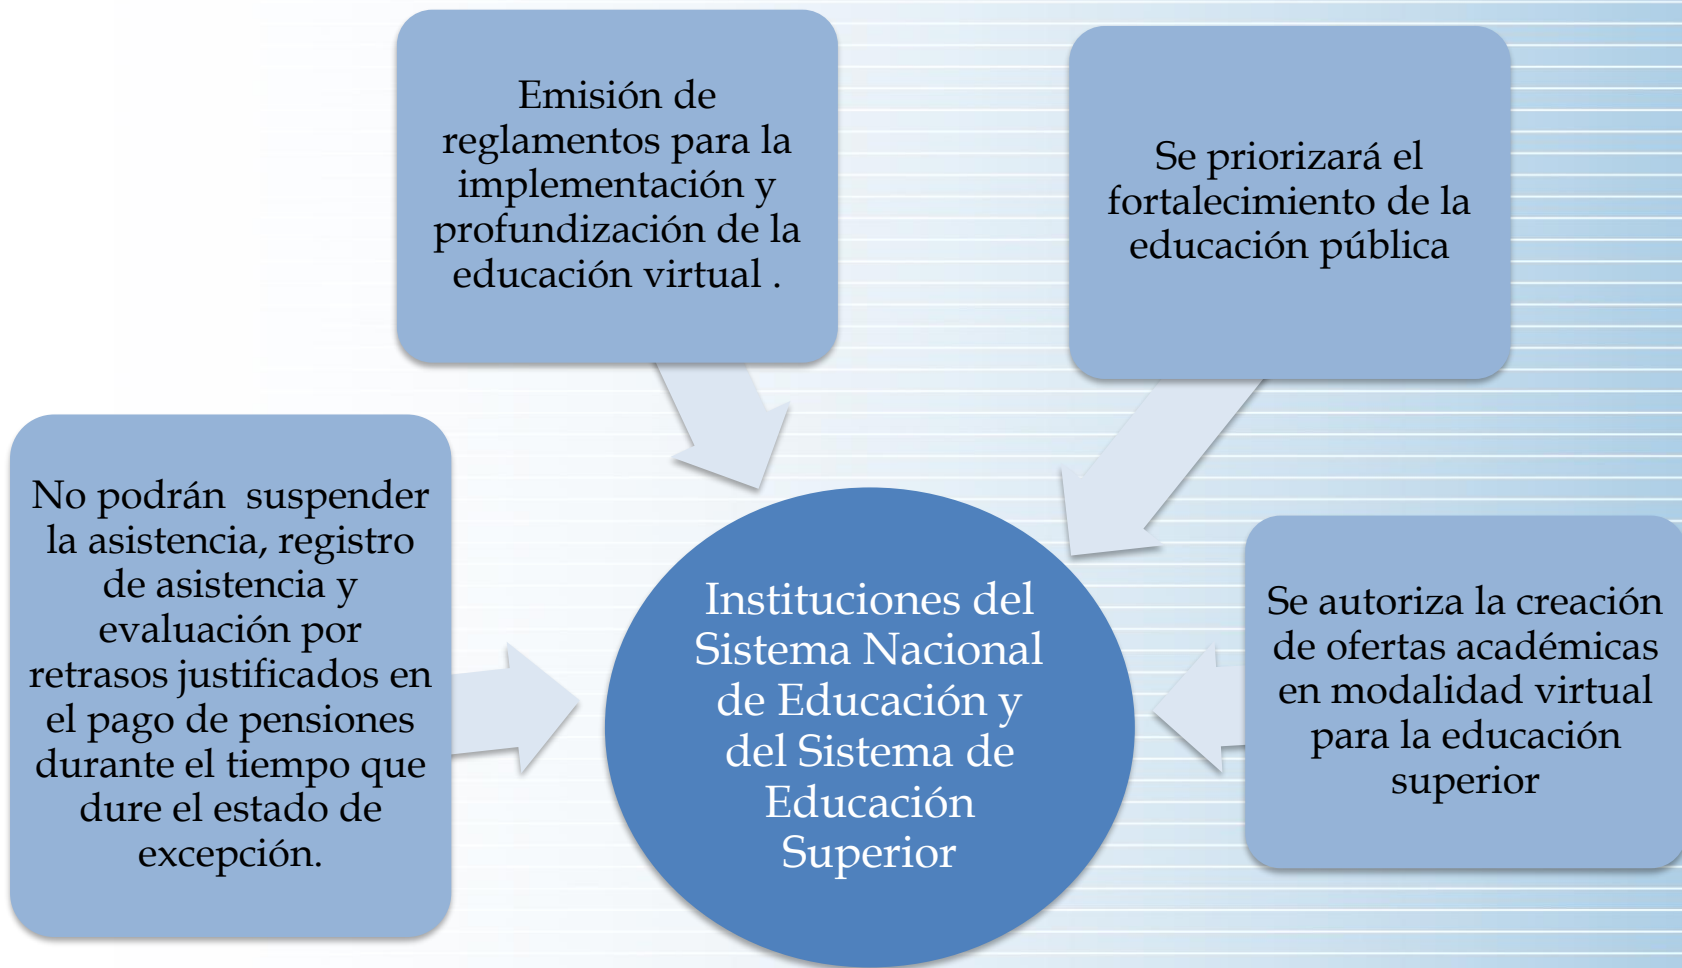 Emisión de
reglamentos para la
implementación y
profundización de la
educación virtual .
Se priorizará el
fortalecimiento de la
educación pública
No podrán  suspender
la asistencia, registro
de asistencia y
evaluación por
retrasos justificados en
el pago de pensiones
durante el tiempo que
dure el estado de
excepción.
Instituciones del
Sistema Nacional
de Educación y
del Sistema de
Educación
Superior
Se autoriza la creación
de ofertas académicas
en modalidad virtual
para la educación
superior